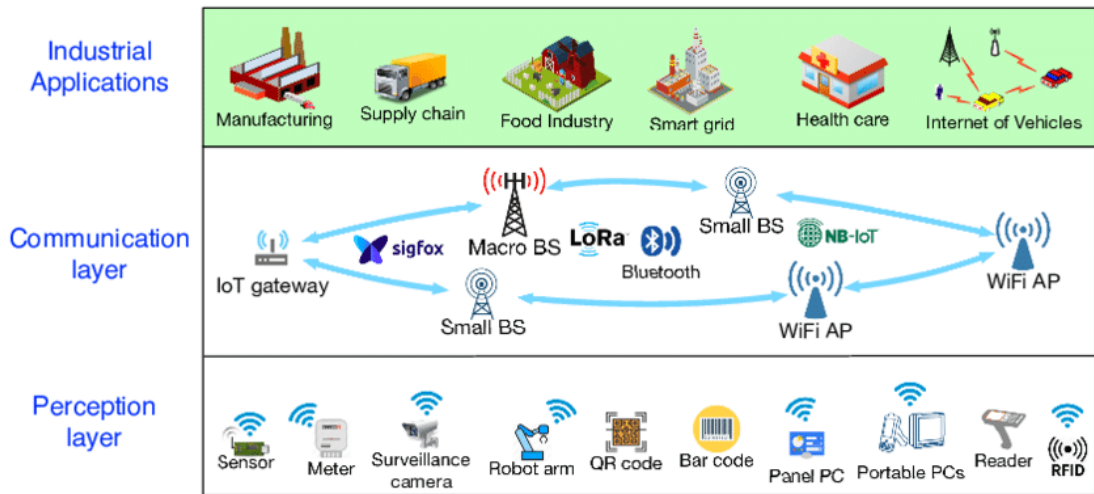 Industrial
Applications
Manufacturing
Supply chain
Food Industry
Smart grid
Health care
Internet of Vehicles
Communication
layer
IoT gateway
sigfox
Macro BS
LoRa
Bluetooth
Small BS
NB-IoT
WiFi AP
Small BS
WiFi AP
Perception
layer
Sensor
Meter
Surveillance
camera
Robot arm
QR code
Bar code
Panel PC
Portable PCs
Reader
RFID